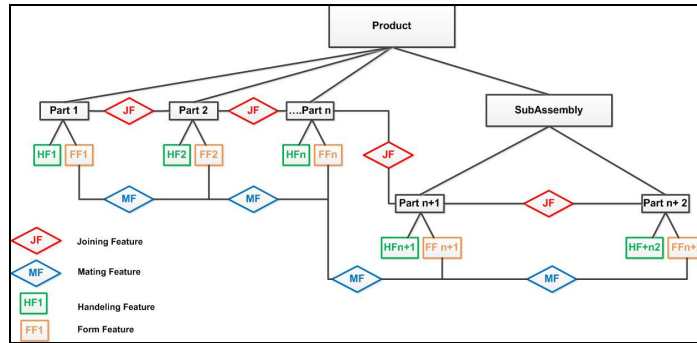 Product
Part 1
JF
Part 2
JF
....Part n
SubAssembly
HF1
FF1
HF2
FF2
HFn
FFn
JF
MF
MF
Part n+1
JF
Part n+ 2
JF
Joining Feature
HFn+1
FF n+1
HF+n2
FFn+2
MF
Mating Feature
MF
MF
HF1
Handeling Feature
FF1
Form Feature